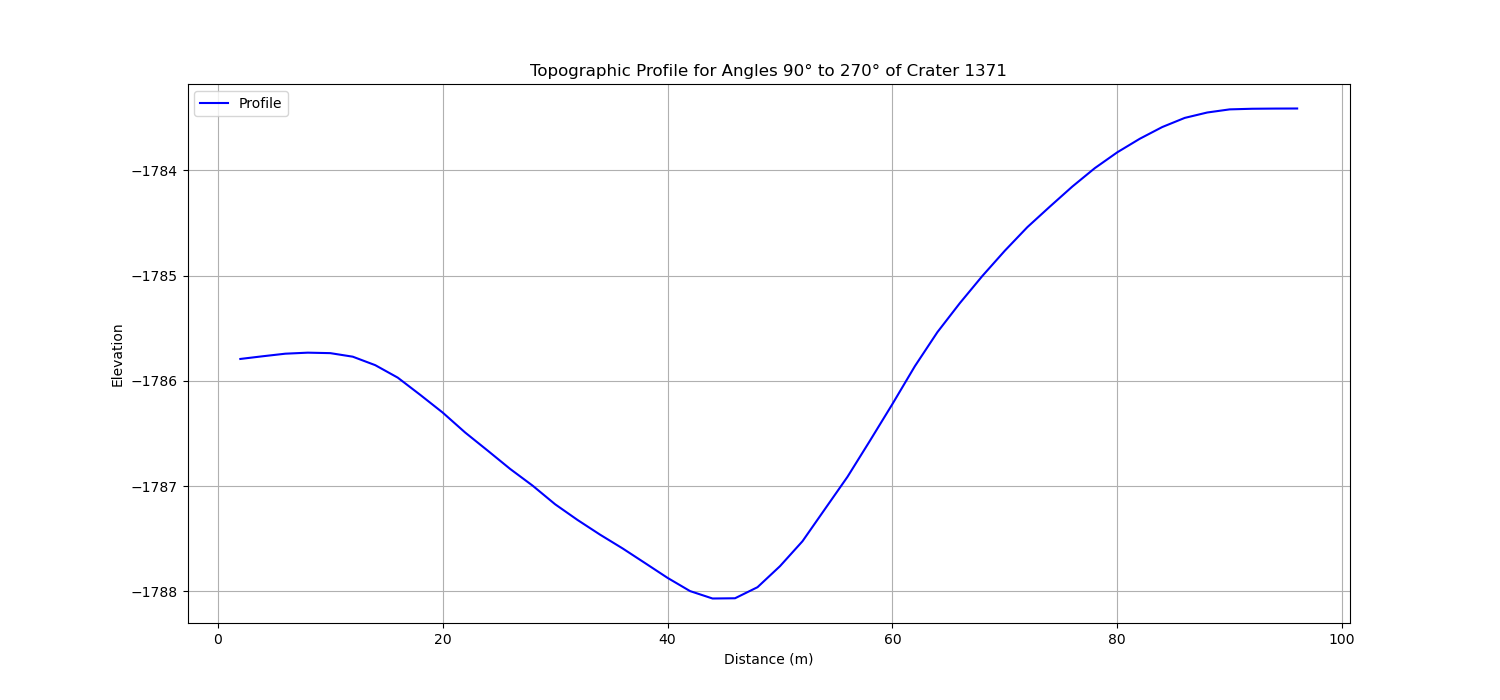 Topographic Profile for Angles 90° to 270° of Crater 1371
Profile
−1784
−1785
−1786
−1787
−1788
Elevation
0 20 40 60 80 100
Distance (m)